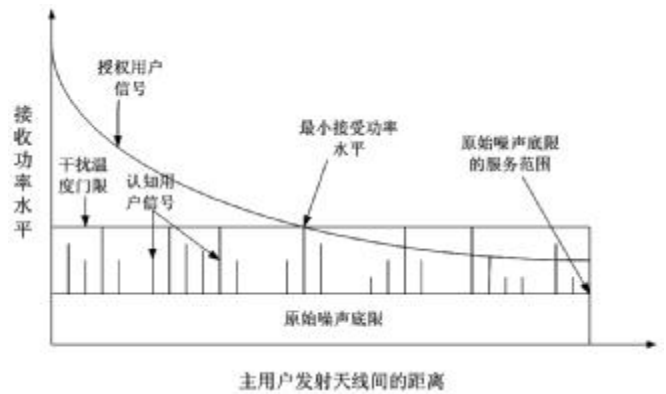 授权用户
信号
接收功率水平
干扰温
度门限
认知用
户信号
最小接受功率
水平
原始噪声底限
的服务范围
原始噪声底限
主用户发射天线间的距离